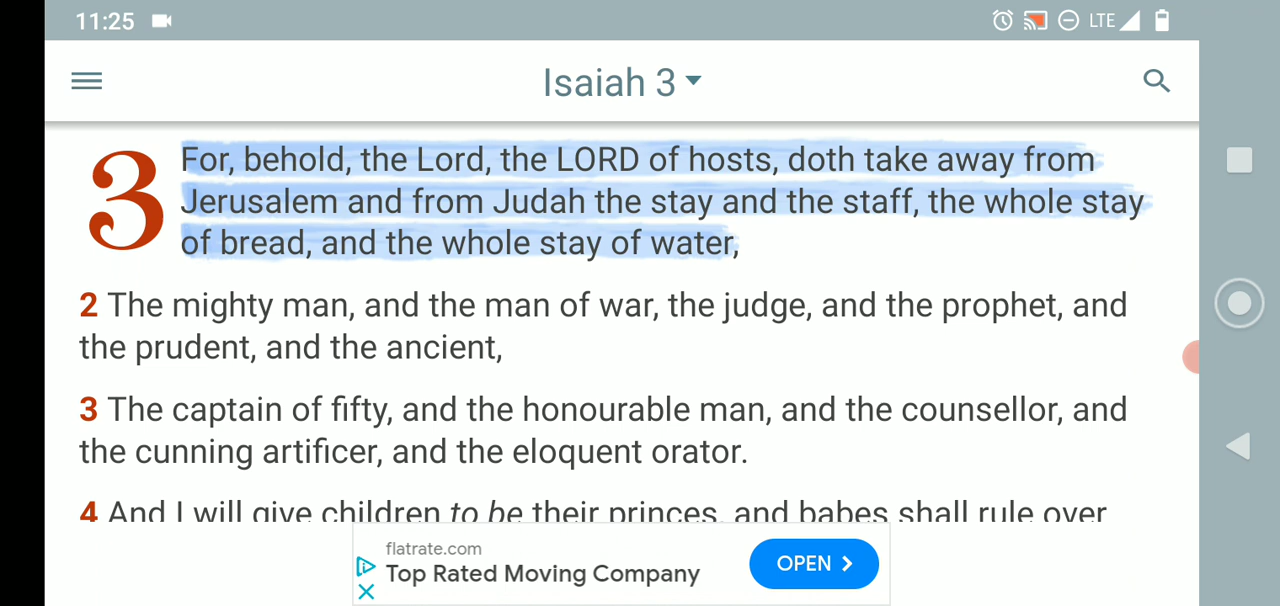 11:25
LTE
Isaiah 3
3 For, behold, the Lord, the LORD of hosts, doth take away from
Jerusalem and from Judah the stay and the staff, the whole stay
of bread, and the whole stay of water,
2 The mighty man, and the man of war, the judge, and the prophet, and
the prudent, and the ancient,
3 The captain of fifty, and the honourable man, and the counsellor, and
the cunning artificer, and the eloquent orator.
4 And I will give children to be their princes, and babes shall rule over
flatrate.com
Top Rated Moving Company
OPEN